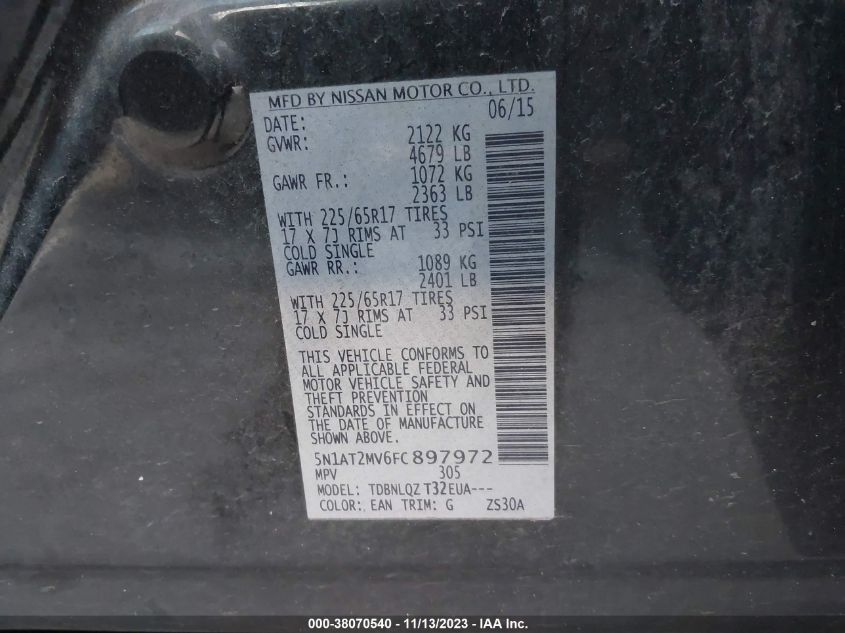 MFD BY NISSAN MOTOR CO., LTD.
DATE: 06/15
GVWR: 2122 KG
4679 LB
GAWR FR.: 1072 KG
2363 LB
WITH 225/65R17 TIRES
17 X 7J RIMS AT 33 PSI
COLD SINGLE
GAWR RR.: 1089 KG
2401 LB
WITH 225/65R17 TIRES
17 X 7J RIMS AT 33 PSI
COLD SINGLE
THIS VEHICLE CONFORMS TO
ALL APPLICABLE FEDERAL
MOTOR VEHICLE SAFETY AND
THEFT PREVENTION
STANDARDS IN EFFECT ON
THE DATE OF MANUFACTURE
SHOWN ABOVE.
5N1AT2MV6FC897972
MPV 305
MODEL: TDBNLQZ T32EUA---
COLOR: EAN TRIM: G ZS30A
000-38070540 - 11/13/2023 - IAA Inc.